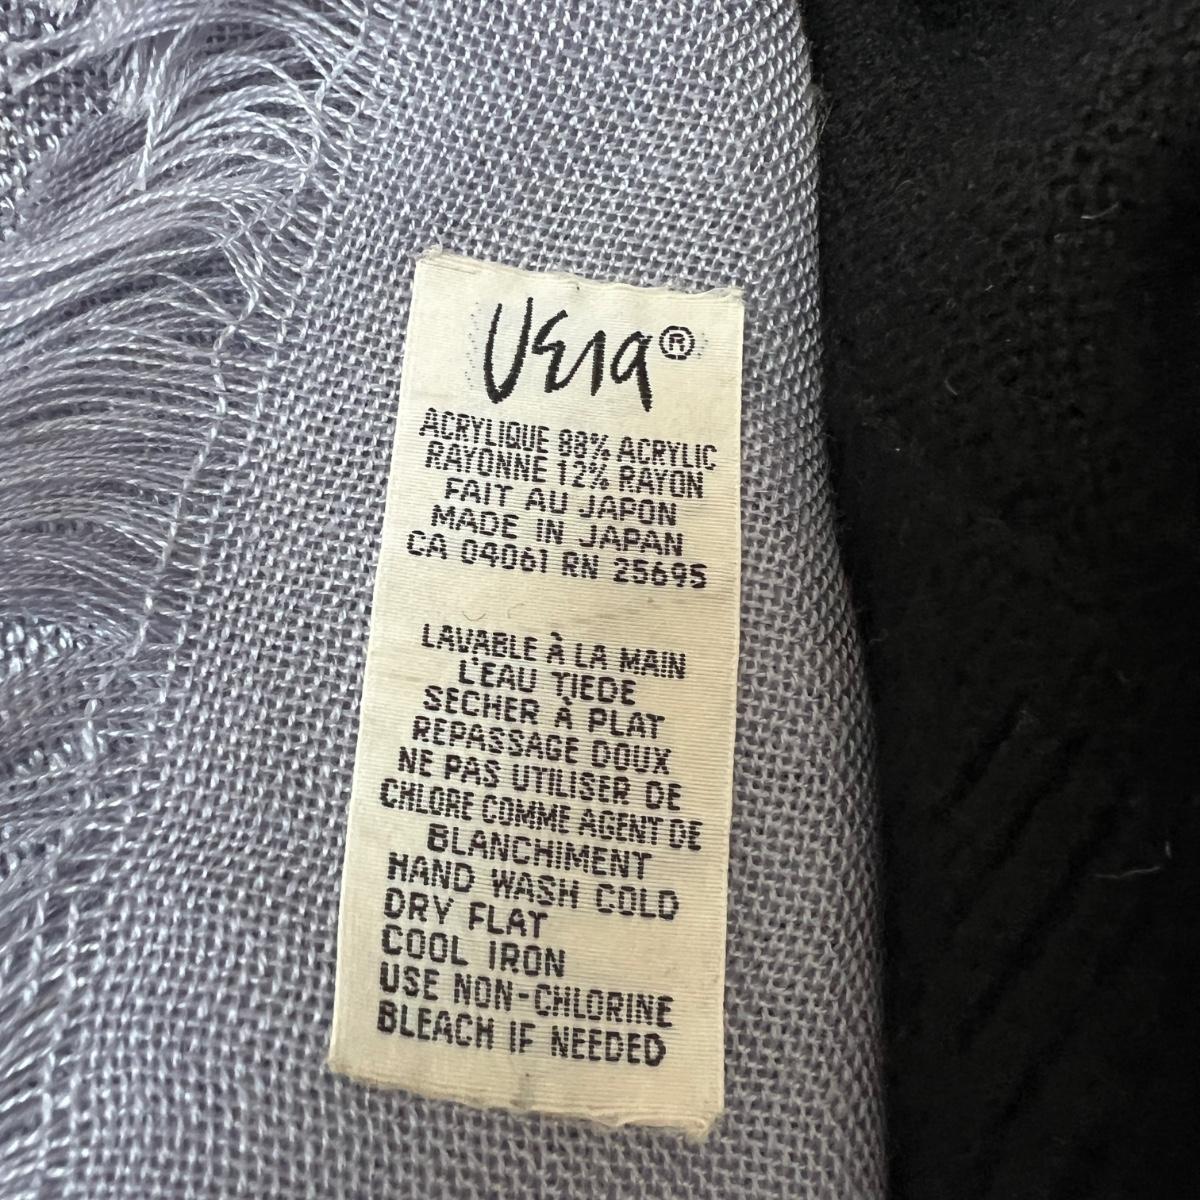 Vera®
ACRYLIQUE 88% ACRYLIC
RAYONNE 12% RAYON
FAIT AU JAPON
MADE IN JAPAN
CA 04061 RN 25695
LAVABLE À LA MAIN
L'EAU TIEDE
SECHER À PLAT
REPASSAGE DOUX
NE PAS UTILISER DE
CHLORE COMME AGENT DE
BLANCHIMENT
HAND WASH COLD
DRY FLAT
COOL IRON
USE NON-CHLORINE
BLEACH IF NEEDED